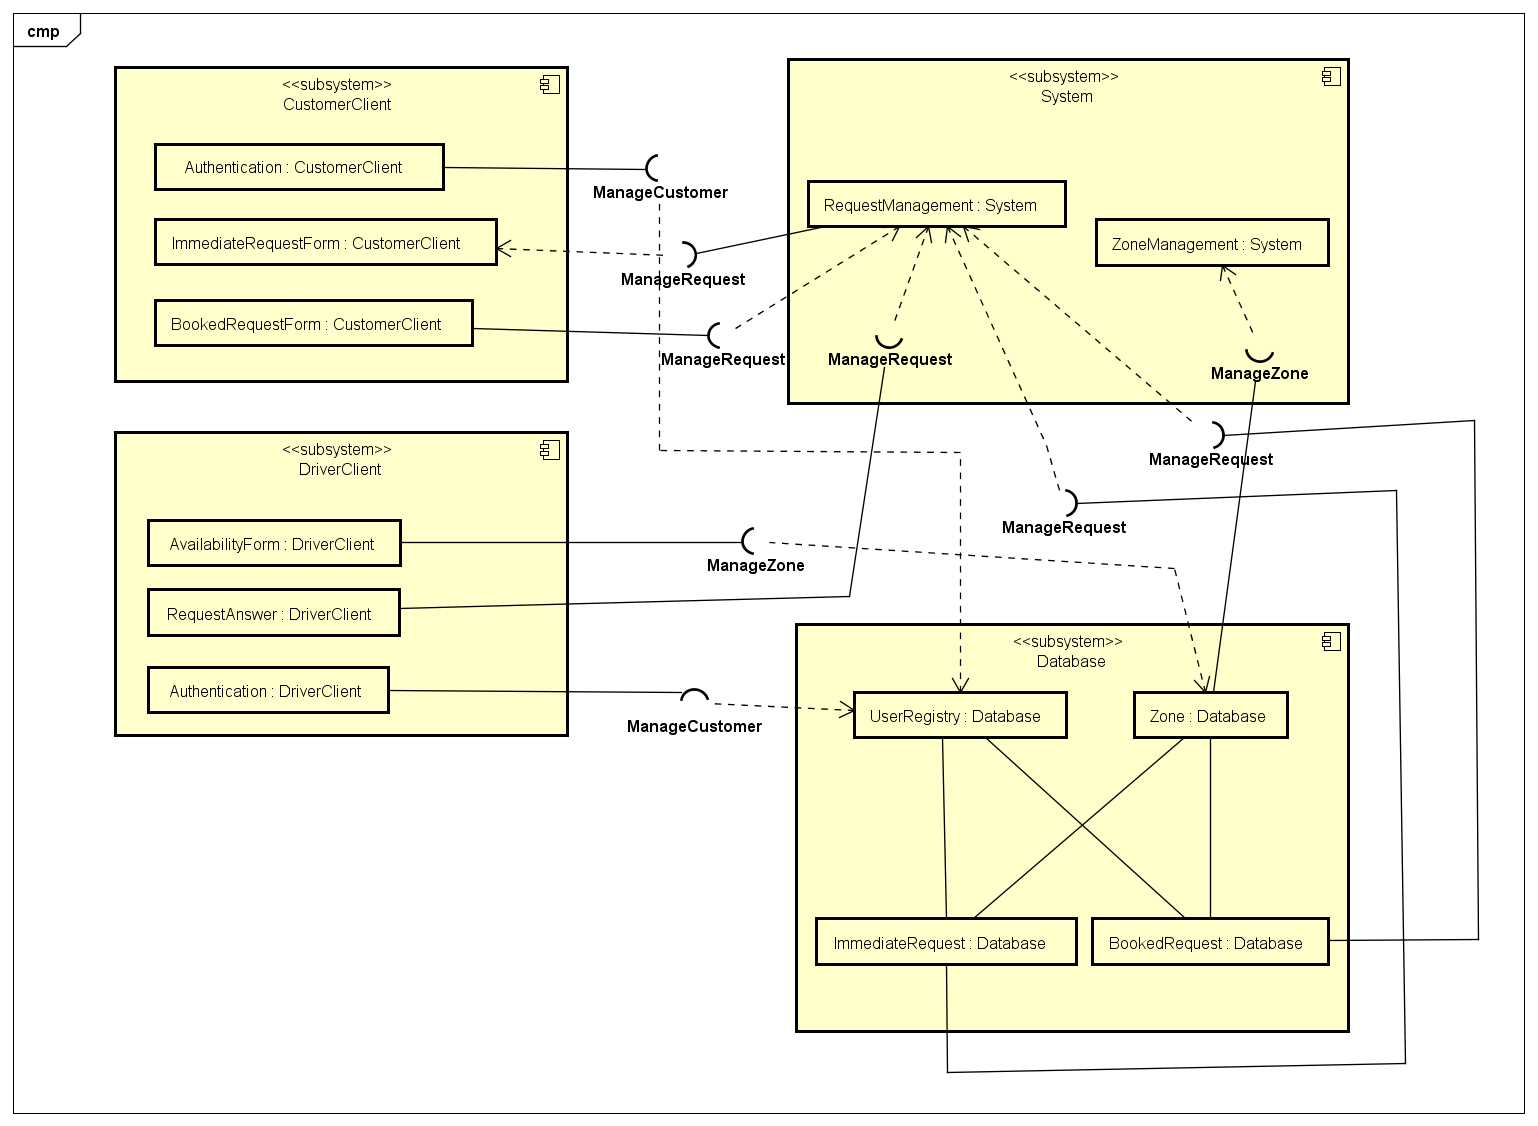 cmp
<<subsystem>>
CustomerClient
Authentication : CustomerClient
ImmediateRequestForm : CustomerClient
BookedRequestForm : CustomerClient
ManageCustomer
ManageRequest
ManageRequest
<<subsystem>>
System
RequestManagement : System
ZoneManagement : System
ManageRequest
ManageZone
ManageRequest
ManageRequest
<<subsystem>>
DriverClient
AvailabilityForm : DriverClient
RequestAnswer : DriverClient
Authentication : DriverClient
ManageZone
ManageCustomer
<<subsystem>>
Database
UserRegistry : Database
Zone : Database
ImmediateRequest : Database
BookedRequest : Database